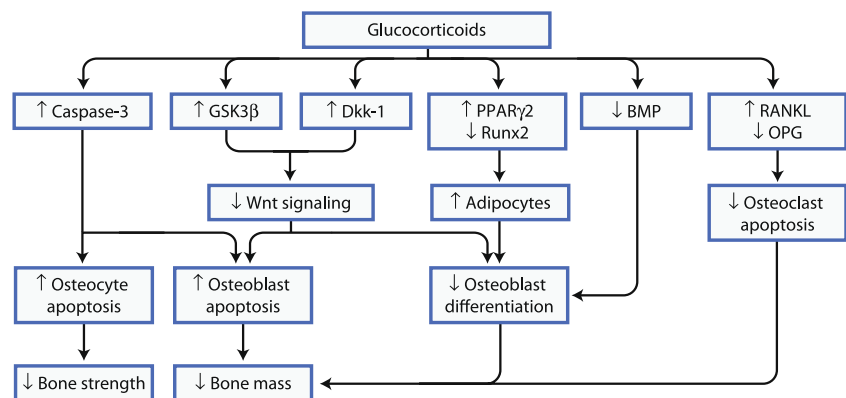 Glucocorticoids
↑ Caspase-3
↑ GSK3β
↑ Dkk-1
↑ PPARγ2
↓ Runx2
↓ BMP
↑ RANKL
↓ OPG
↓ Wnt signaling
↑ Adipocytes
↓ Osteoclast
apoptosis
↑ Osteocyte
apoptosis
↑ Osteoblast
apoptosis
↓ Osteoblast
differentiation
↓ Bone strength
↓ Bone mass